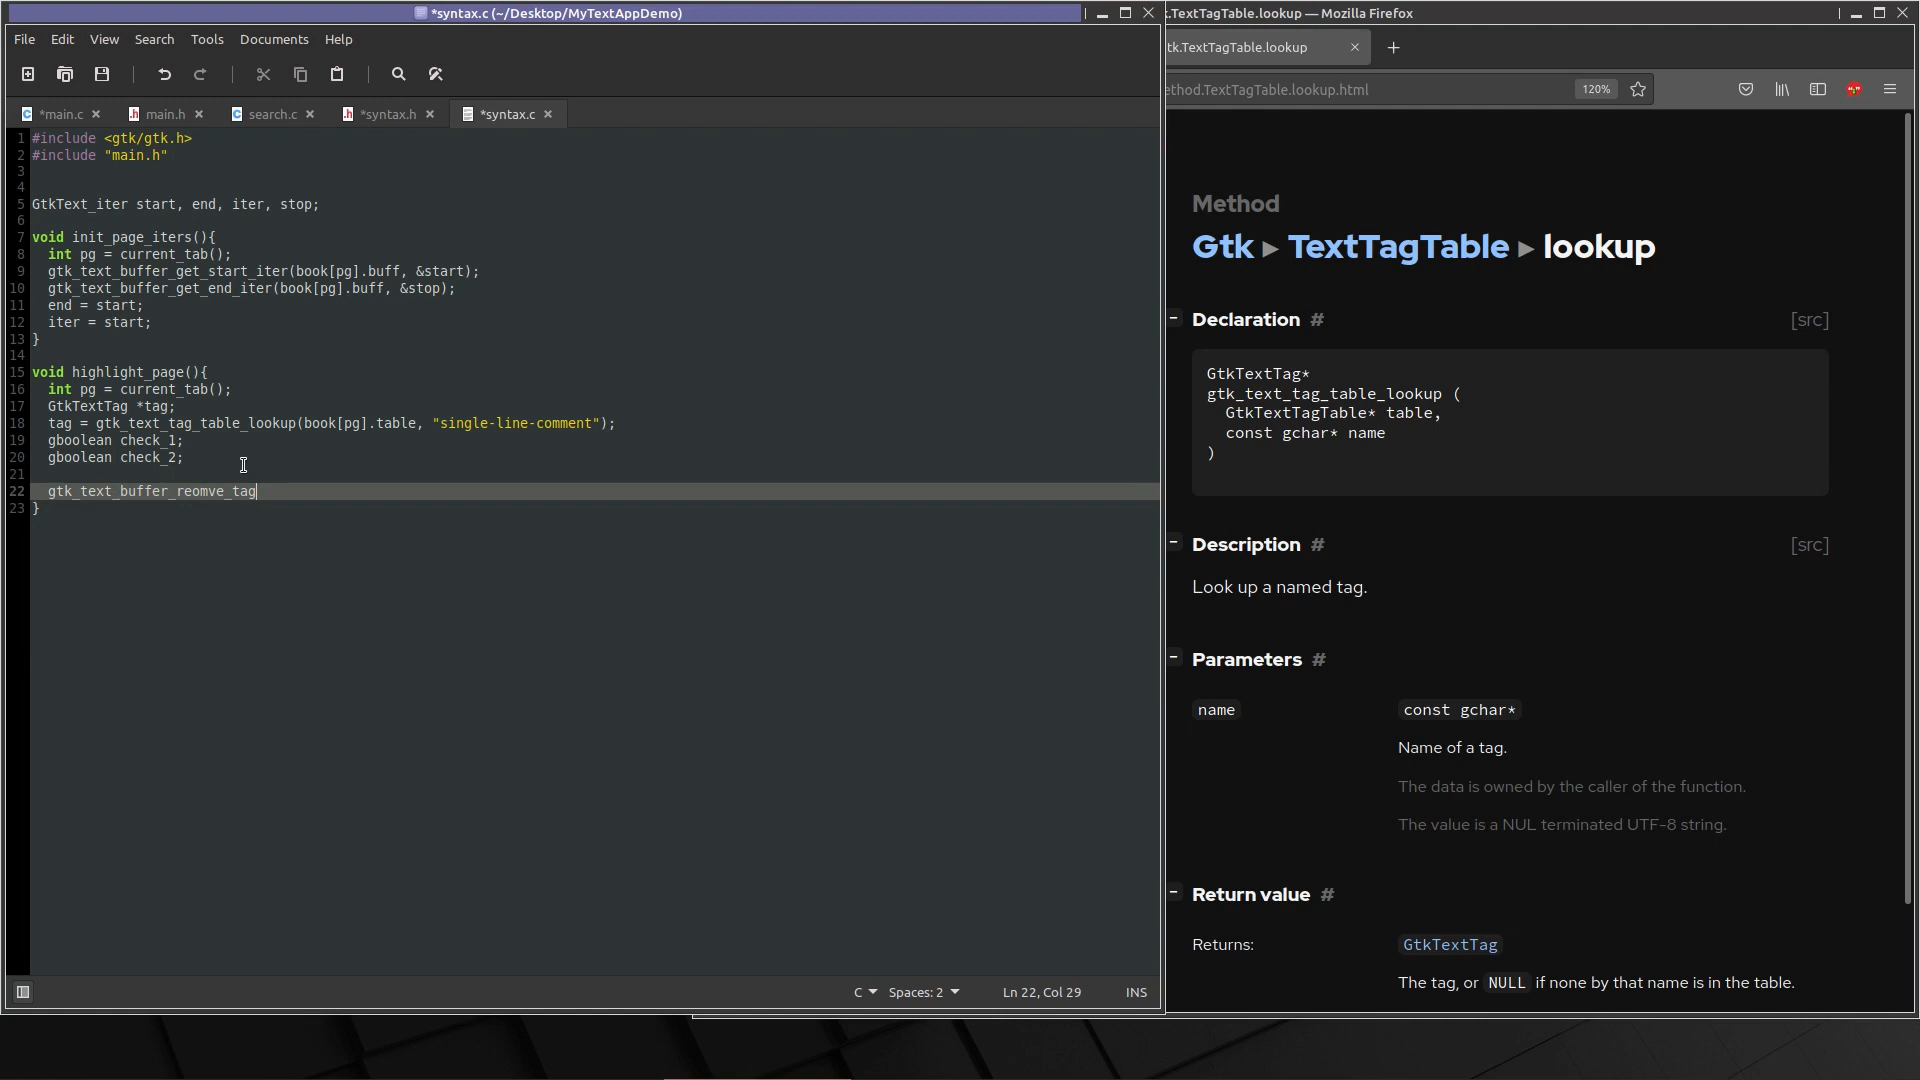 *syntax.c (~/Desktop/MyTextAppDemo)
File Edit View Search Tools Documents Help
*main.c main.h search.c *syntax.h *syntax.c
1 #include <gtk/gtk.h>
2 #include "main.h"
3
4
5 GtkText_iter start, end, iter, stop;
6
7 void init_page_iters(){
8 int pg = current_tab();
9 gtk_text_buffer_get_start_iter(book[pg].buff, &start);
10 gtk_text_buffer_get_end_iter(book[pg].buff, &stop);
11 end = start;
12 iter = start;
13 }
14
15 void highlight_page(){
16 int pg = current_tab();
17 GtkTextTag *tag;
18 tag = gtk_text_tag_table_lookup(book[pg].table, "single-line-comment");
19 gboolean check_1;
20 gboolean check_2;
21
22 gtk_text_buffer_reomve_tag
23 }
C Spaces: 2 Ln 22, Col 29 INS
.TextTagTable.lookup — Mozilla Firefox
tk.TextTagTable.lookup
ethod.TextTagTable.lookup.html 120%
Method
Gtk ▸ TextTagTable ▸ lookup
Declaration # [src]
GtkTextTag*
gtk_text_tag_table_lookup (
GtkTextTagTable* table,
const gchar* name
)
Description # [src]
Look up a named tag.
Parameters #
name const gchar*
Name of a tag.
The data is owned by the caller of the function.
The value is a NUL terminated UTF-8 string.
Return value #
Returns: GtkTextTag
The tag, or NULL if none by that name is in the table.